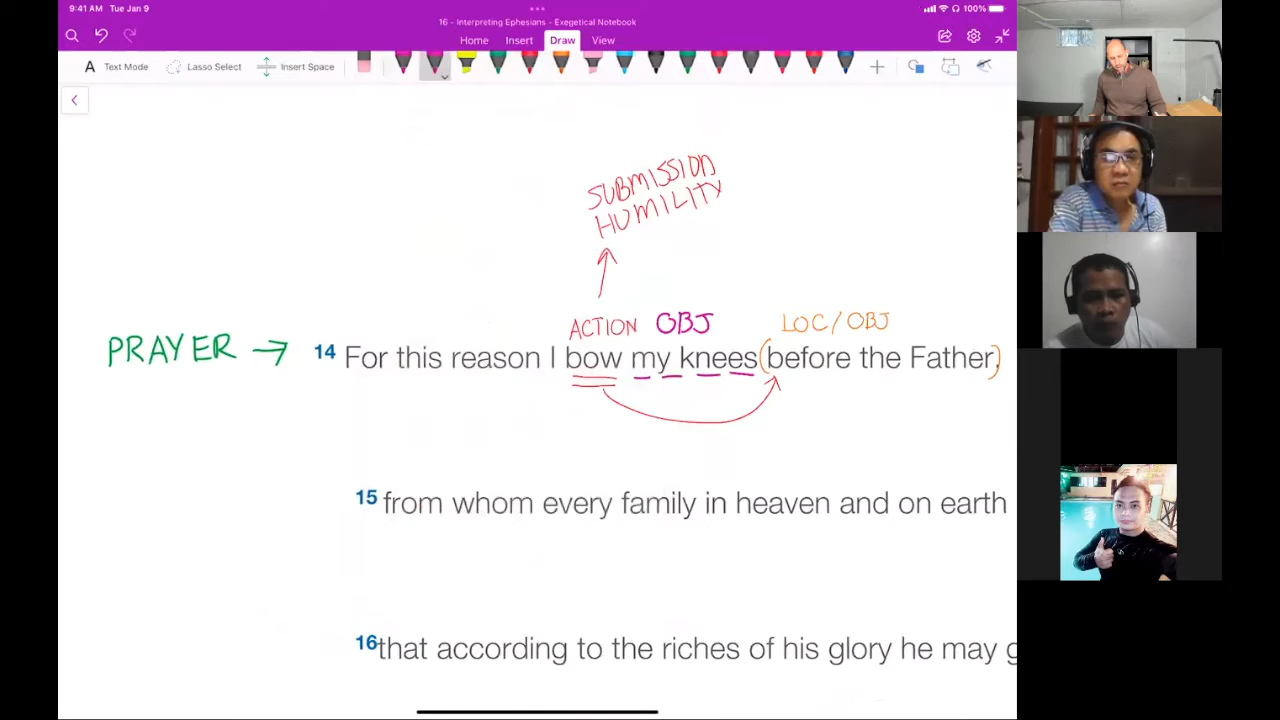 9:41 AM Tue Jan 9
100%
16 - Interpreting Ephesians - Exegetical Notebook
Home Insert Draw View
A Text Mode Lasso Select Insert Space
SUBMISSION
HUMILITY
ACTION OBJ LOC/OBJ
PRAYER → 14 For this reason I bow my knees (before the Father,)
15 from whom every family in heaven and on earth
16 that according to the riches of his glory he may g